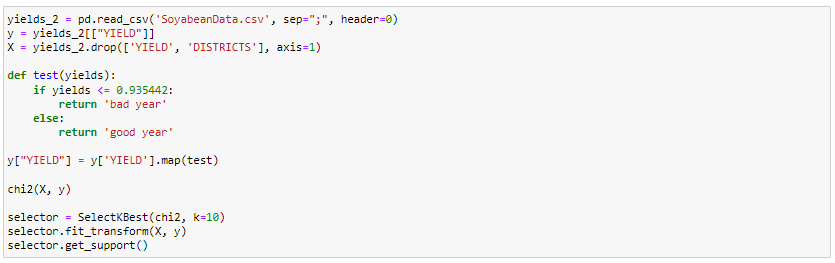 yields_2 = pd.read_csv('SoyabeanData.csv', sep=";", header=0)
y = yields_2[["YIELD"]]
X = yields_2.drop(['YIELD', 'DISTRICTS'], axis=1)

def test(yields):
    if yields <= 0.935442:
        return 'bad year'
    else:
        return 'good year'

y["YIELD"] = y['YIELD'].map(test)

chi2(X, y)

selector = SelectKBest(chi2, k=10)
selector.fit_transform(X, y)
selector.get_support()